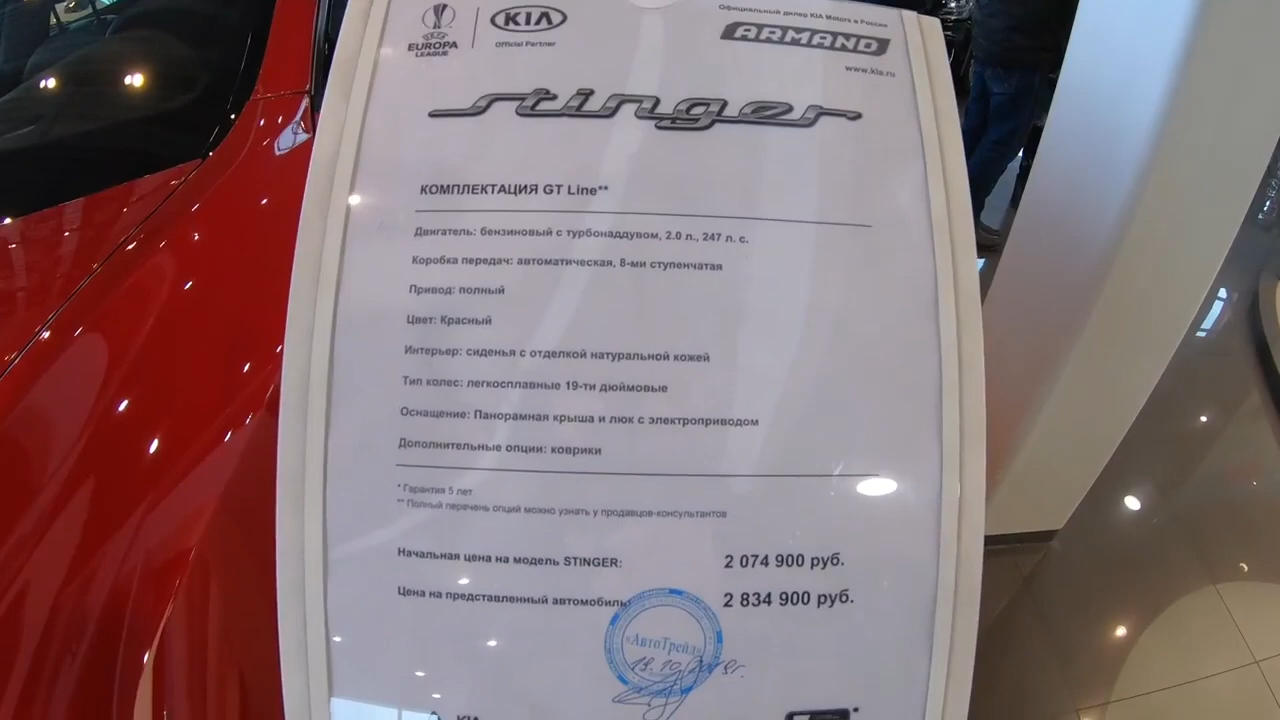 UEFA
EUROPA
LEAGUE
KIA
Official Partner
Официальный дилер KIA Motors в России
ARMAND
www.kia.ru
stinger
КОМПЛЕКТАЦИЯ GT Line**
Двигатель: бензиновый с турбонаддувом, 2.0 л., 247 л. с.
Коробка передач: автоматическая, 8-ми ступенчатая
Привод: полный
Цвет: Красный
Интерьер: сиденья с отделкой натуральной кожей
Тип колес: легкосплавные 19-ти дюймовые
Оснащение: Панорамная крыша и люк с электроприводом
Дополнительные опции: коврики
* Гарантия 5 лет
** Полный перечень опций можно узнать у продавцов-консультантов
Начальная цена на модель STINGER: 2 074 900 руб.
Цена на представленный автомобиль: 2 834 900 руб.
«АвтоТрейд»
KIA